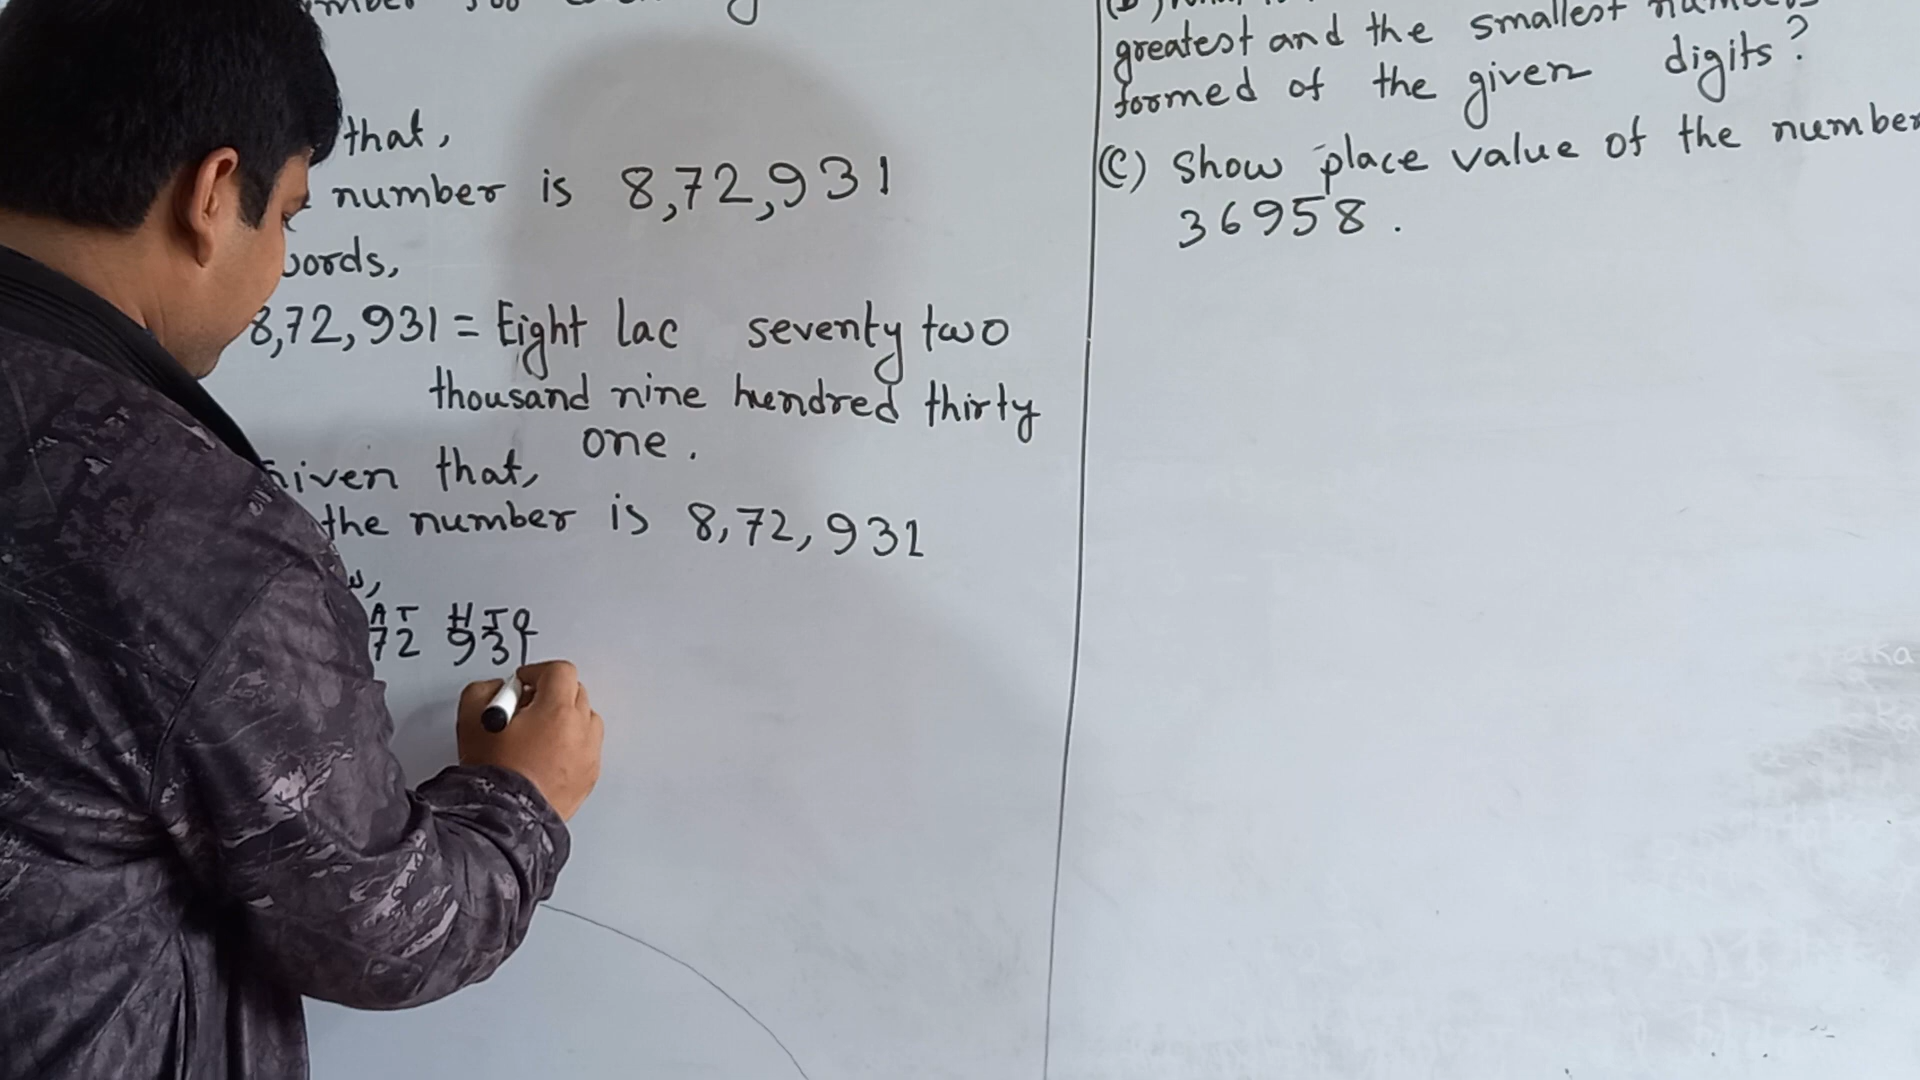 that,
number is 8,72,931
words,
8,72,931 = Eight lac seventy two
thousand nine hundred thirty
one.
Given that,
the number is 8,72,931
A T H T
72 93
greatest and the smallest numbers
formed of the given digits?
(C) Show place value of the number
36958.